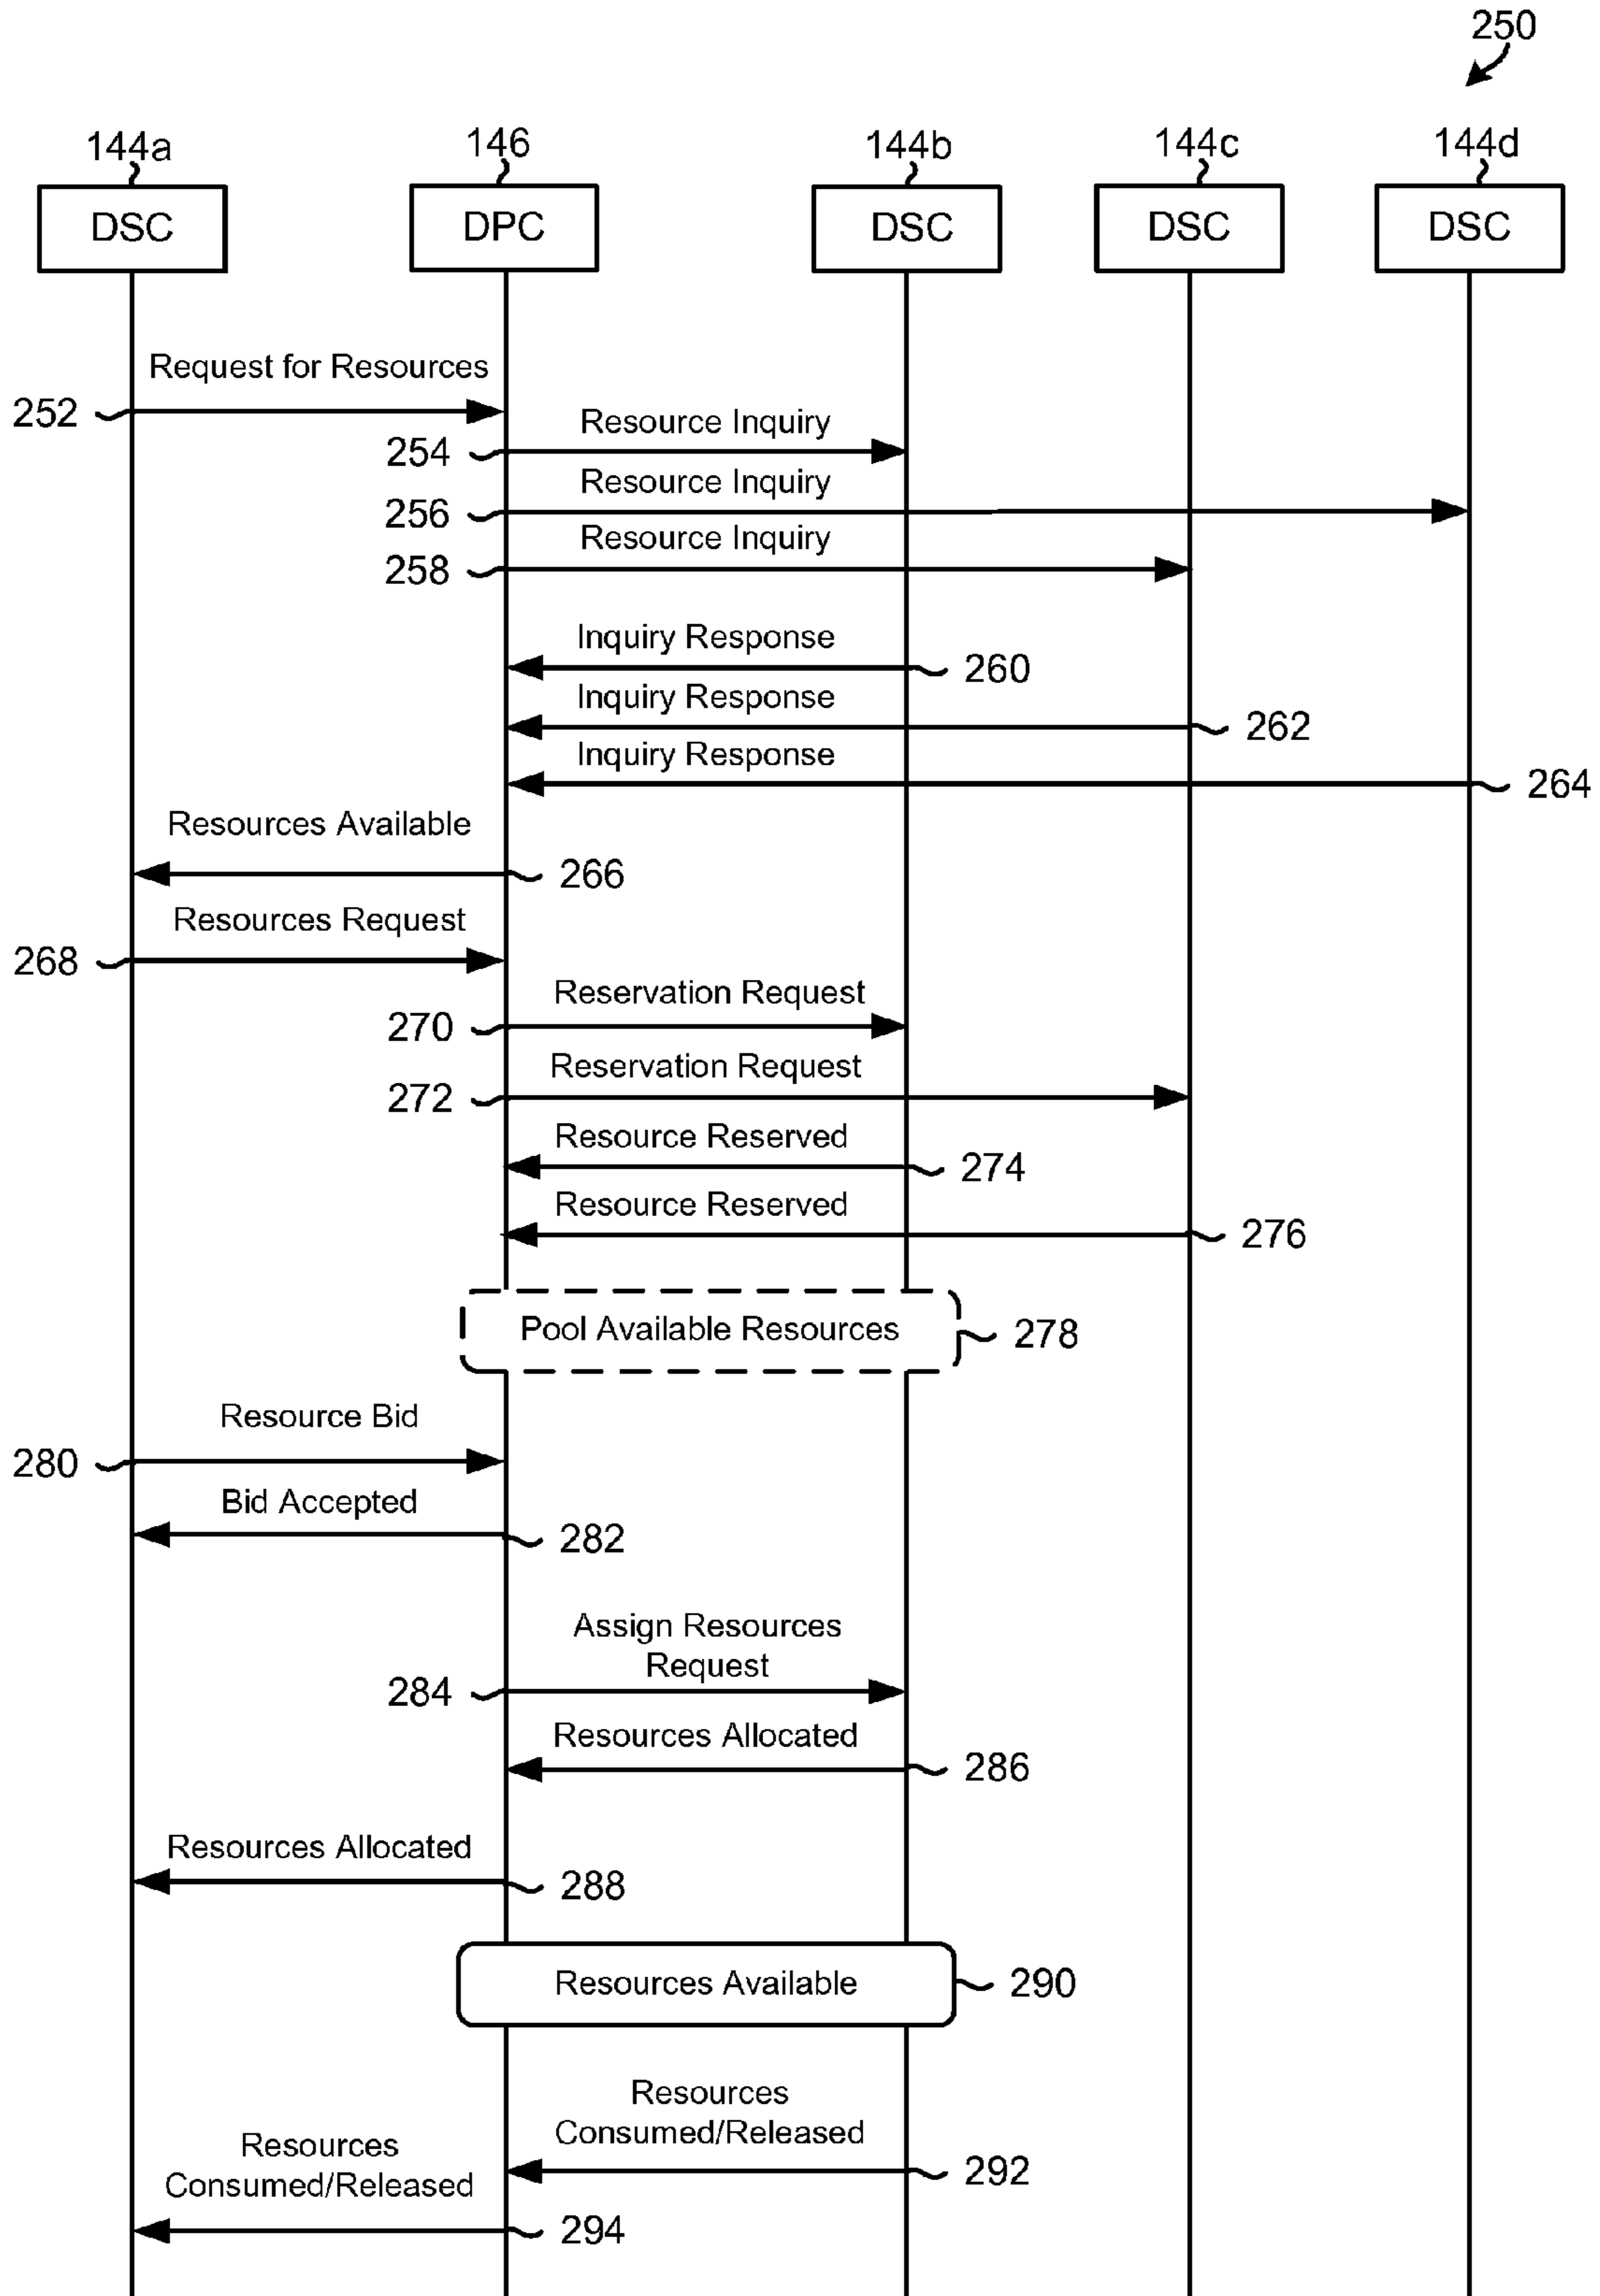 250
144a
146
144b
144c
144d
DSC
DPC
DSC
DSC
DSC
Request for Resources
252
Resource Inquiry
254
Resource Inquiry
256
Resource Inquiry
258
Inquiry Response
260
Inquiry Response
262
Inquiry Response
264
Resources Available
266
Resources Request
268
Reservation Request
270
Reservation Request
272
Resource Reserved
274
Resource Reserved
276
Pool Available Resources
278
Resource Bid
280
Bid Accepted
282
Assign Resources
Request
284
Resources Allocated
286
Resources Allocated
288
Resources Available
290
Resources
Consumed/Released
292
Resources
Consumed/Released
294